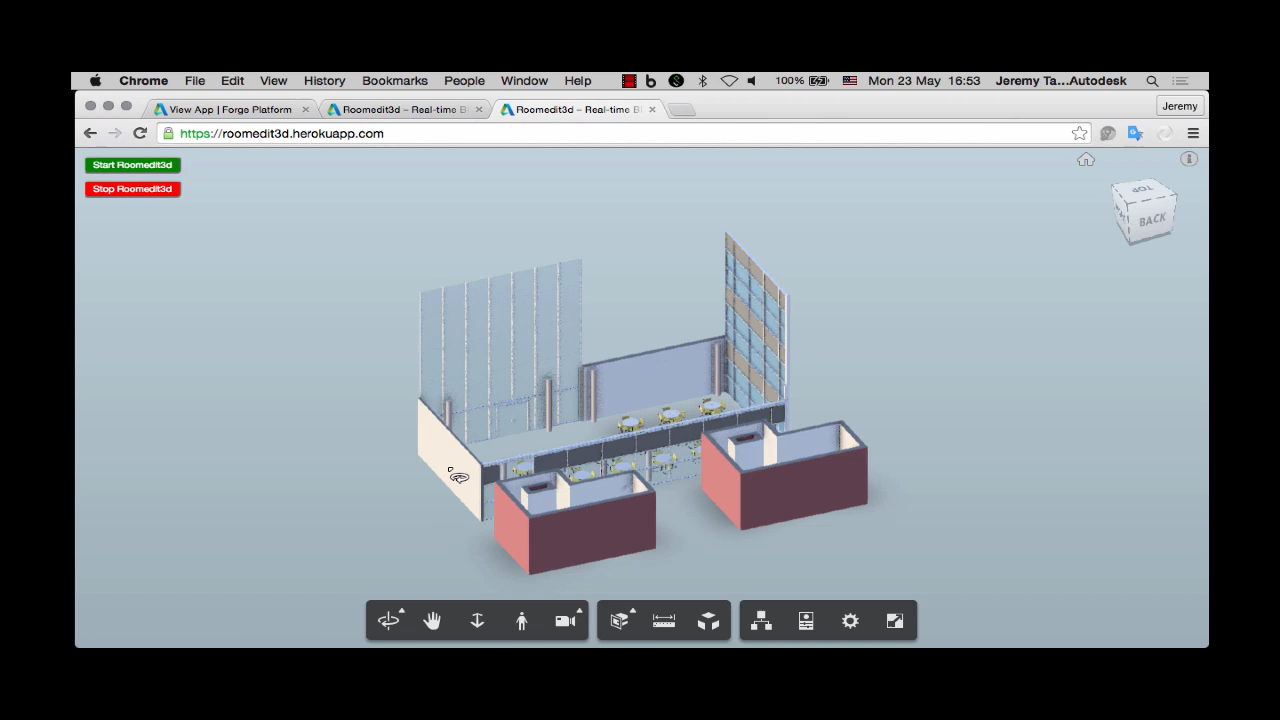 Chrome File Edit View History Bookmarks People Window Help 100% Mon 23 May 16:53 Jeremy Ta...Autodesk
View App | Forge Platform Roomedit3d – Real-time B Roomedit3d – Real-time B Jeremy
https://roomedit3d.herokuapp.com
Start Roomedit3d
Stop Roomedit3d
TOP
BACK